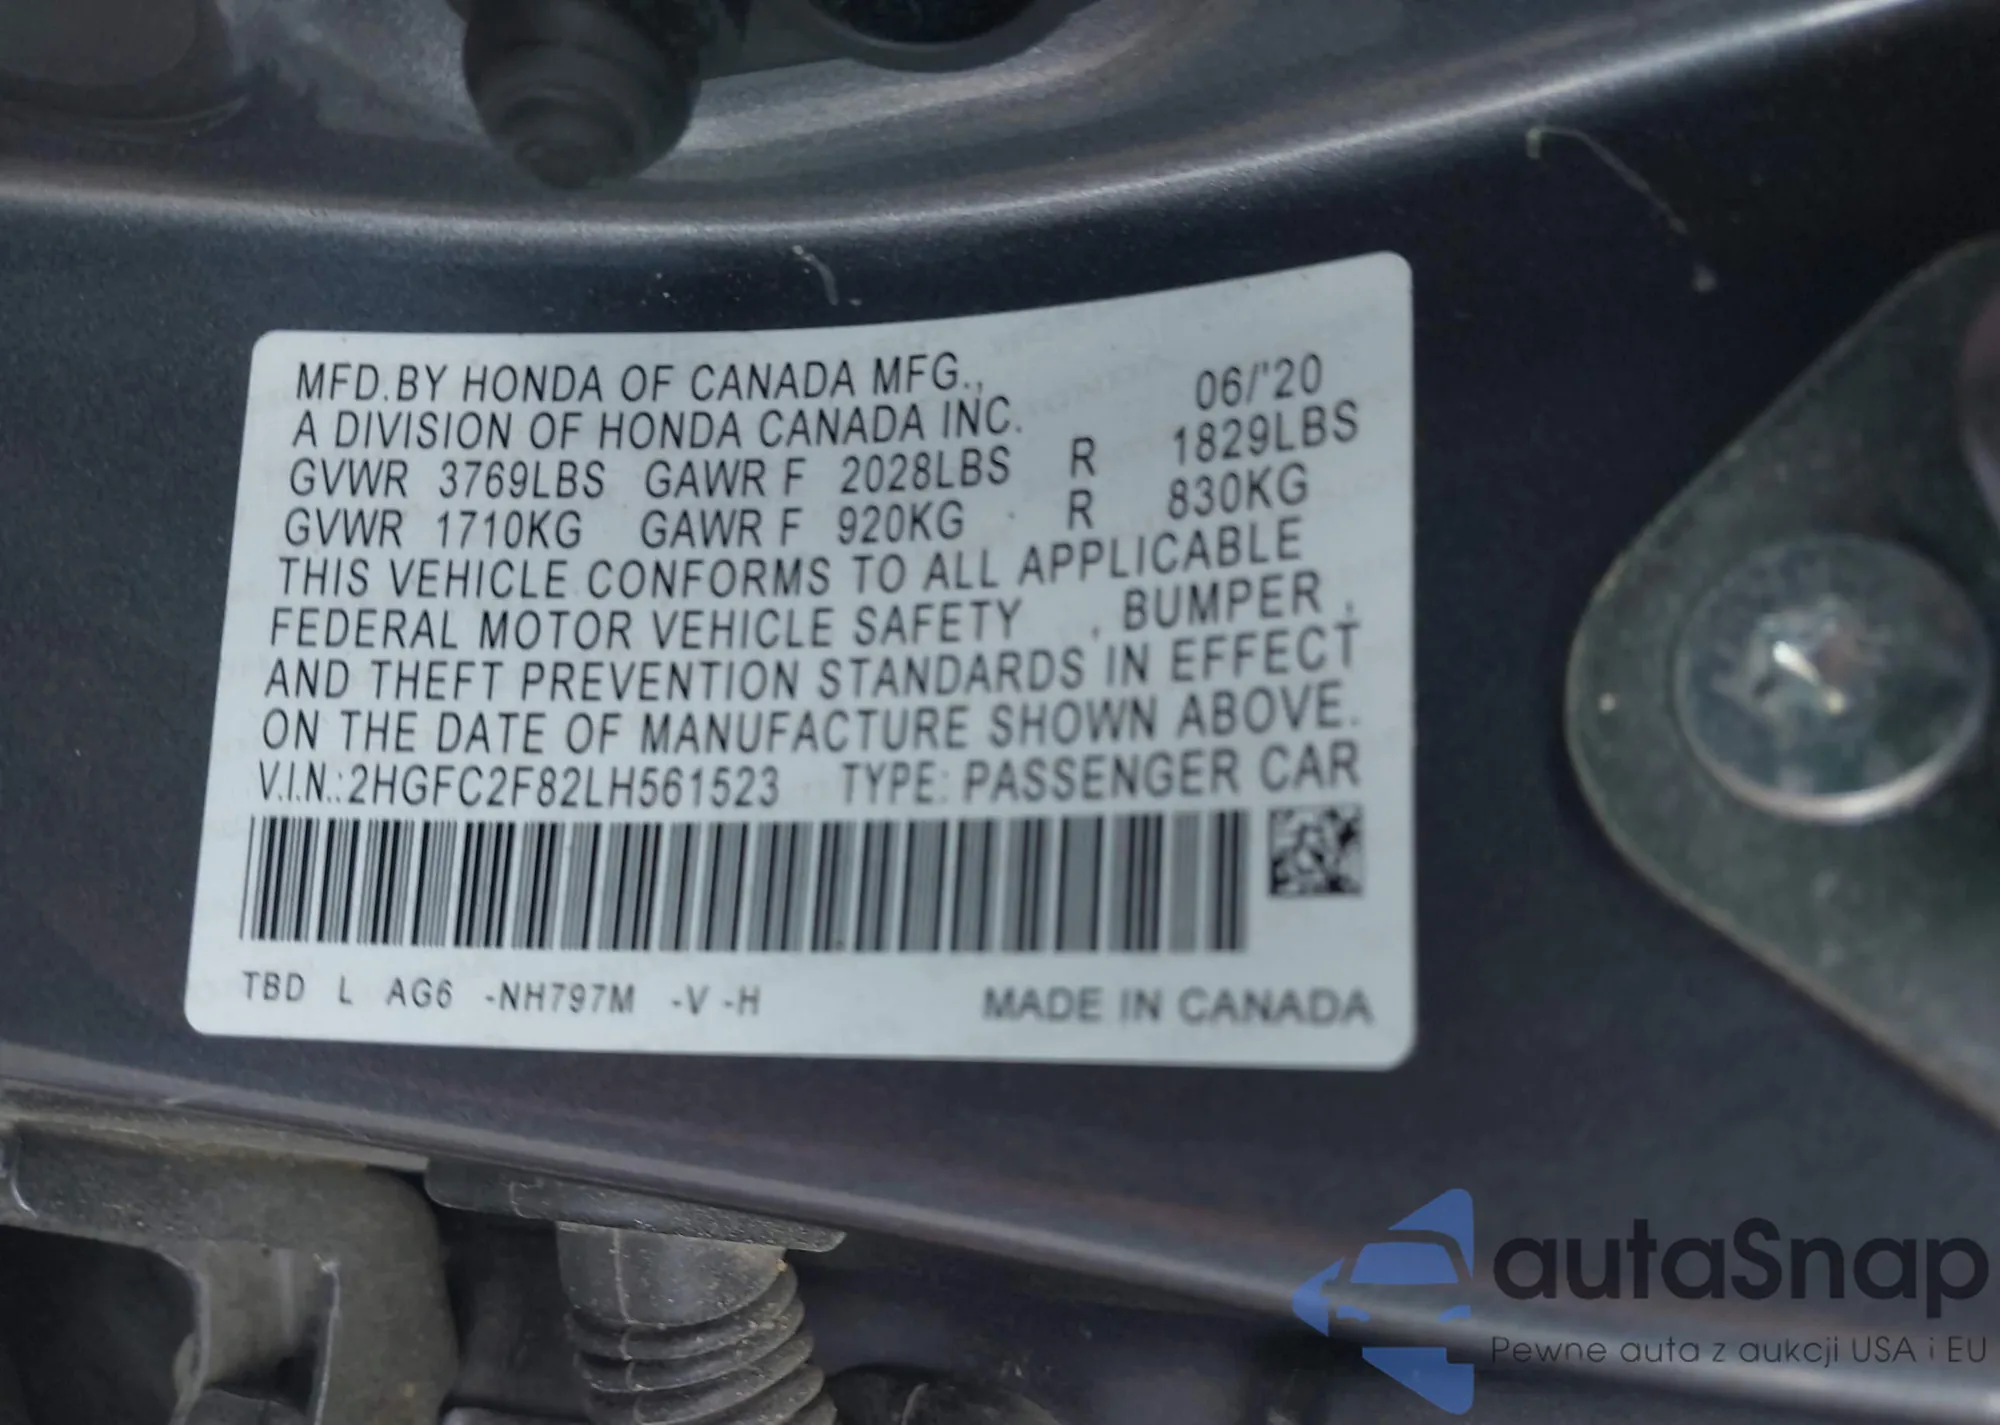 MFD.BY HONDA OF CANADA MFG., 06/'20
A DIVISION OF HONDA CANADA INC.
GVWR 3769LBS GAWR F 2028LBS R 1829LBS
GVWR 1710KG GAWR F 920KG R 830KG
THIS VEHICLE CONFORMS TO ALL APPLICABLE
FEDERAL MOTOR VEHICLE SAFETY , BUMPER ,
AND THEFT PREVENTION STANDARDS IN EFFECT
ON THE DATE OF MANUFACTURE SHOWN ABOVE.
V.I.N.:2HGFC2F82LH561523 TYPE: PASSENGER CAR
TBD L AG6 -NH797M -V -H MADE IN CANADA
autaSnap
Pewne auta z aukcji USA i EU